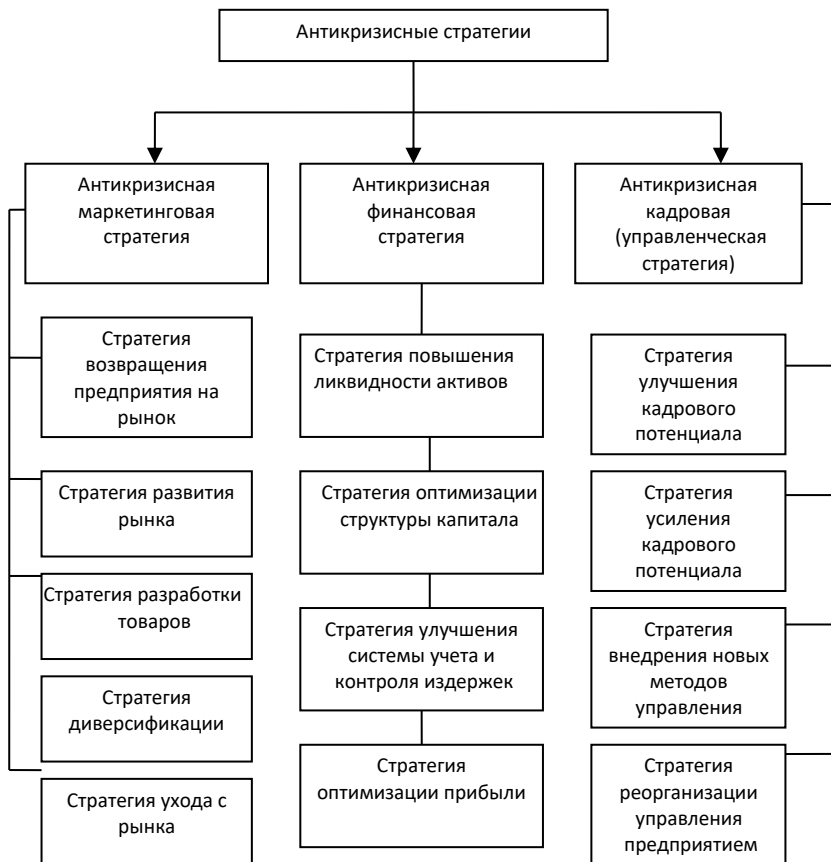 Антикризисные стратегии
Антикризисная
маркетинговая
стратегия
Антикризисная
финансовая
стратегия
Антикризисная
кадровая
(управленческая
стратегия)
Стратегия
возвращения
предприятия на
рынок
Стратегия развития
рынка
Стратегия разработки
товаров
Стратегия
диверсификации
Стратегия ухода с
рынка
Стратегия повышения
ликвидности активов
Стратегия оптимизации
структуры капитала
Стратегия улучшения
системы учета и
контроля издержек
Стратегия
оптимизации прибыли
Стратегия
улучшения
кадрового
потенциала
Стратегия
усиления
кадрового
потенциала
Стратегия
внедрения новых
методов
управления
Стратегия
реорганизации
управления
предприятием